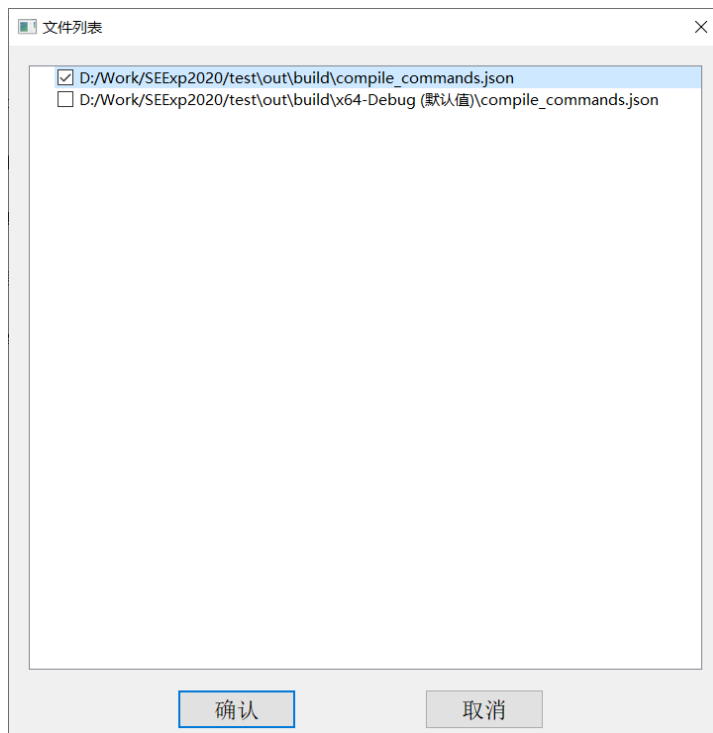 文件列表
D:/Work/SEExp2020/test\out\build\compile_commands.json
D:/Work/SEExp2020/test\out\build\x64-Debug (默认值)\compile_commands.json
确认
取消